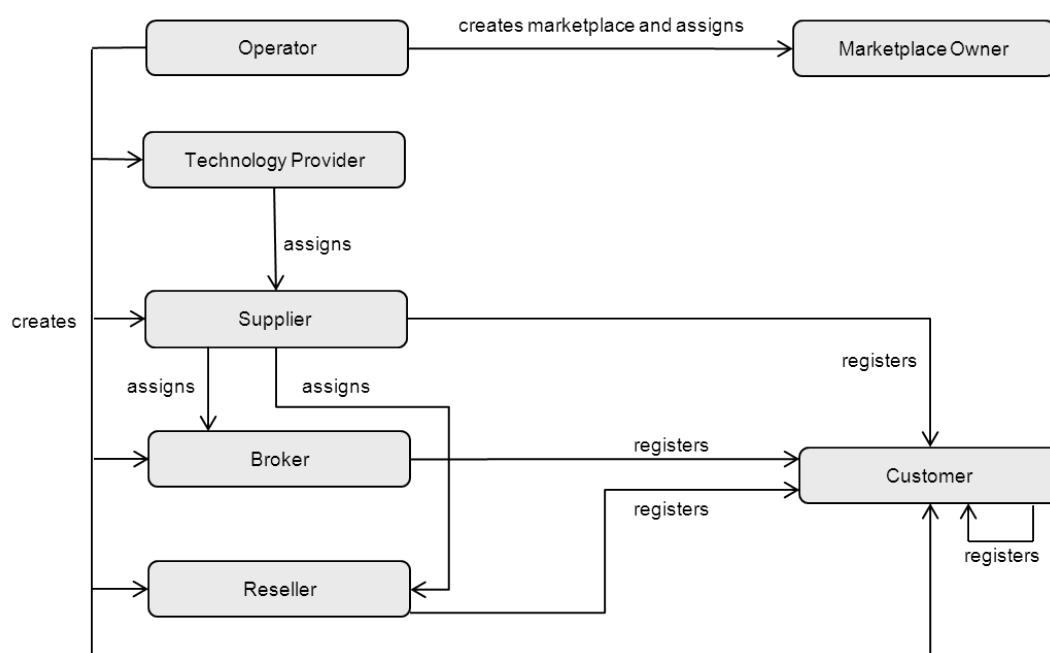 creates marketplace and assigns
Operator
Marketplace Owner
Technology Provider
assigns
creates
Supplier
registers
assigns
assigns
Broker
registers
Customer
registers
registers
Reseller